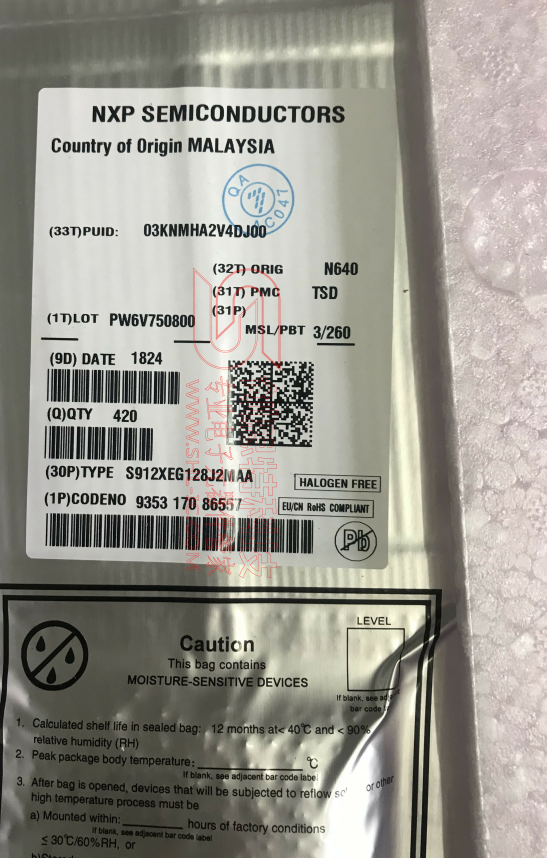 NXP SEMICONDUCTORS
Country of Origin MALAYSIA
QA
AC047
(33T)PUID: 03KNMHA2V4DJ00
(32T) ORIG N640
(31T) PMC TSD
(31P)
(1T)LOT PW6V750800
MSL/PBT 3/260
(9D) DATE 1824
(Q)QTY 420
(30P)TYPE S912XEG128J2MAA
HALOGEN FREE
(1P)CODENO 9353 170 86557
EU/CN RoHS COMPLIANT
Pb
LEVEL
Caution
This bag contains
MOISTURE-SENSITIVE DEVICES
If blank, see
bar code
1. Calculated shelf life in sealed bag: 12 months at< 40℃ and < 90%
relative humidity (RH)
2. Peak package body temperature: ℃
If blank, see adjacent bar code label
3. After bag is opened, devices that will be subjected to reflow or other
high temperature process must be
a) Mounted within: hours of factory conditions
If blank, see adjacent bar code label
≤ 30℃/60%RH, or